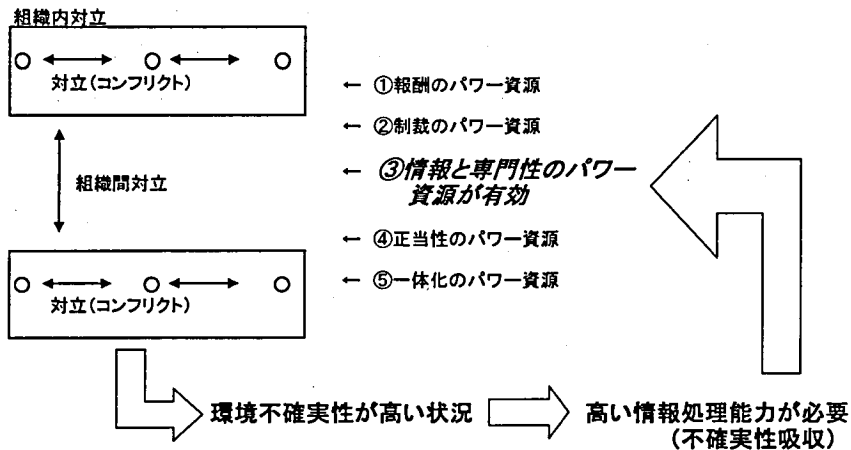 組織内対立
対立(コンフリクト)
組織間対立
対立(コンフリクト)
← ①報酬のパワー資源
← ②制裁のパワー資源
← ③情報と専門性のパワー
資源が有効
← ④正当性のパワー資源
← ⑤一体化のパワー資源
環境不確実性が高い状況
高い情報処理能力が必要
(不確実性吸収)